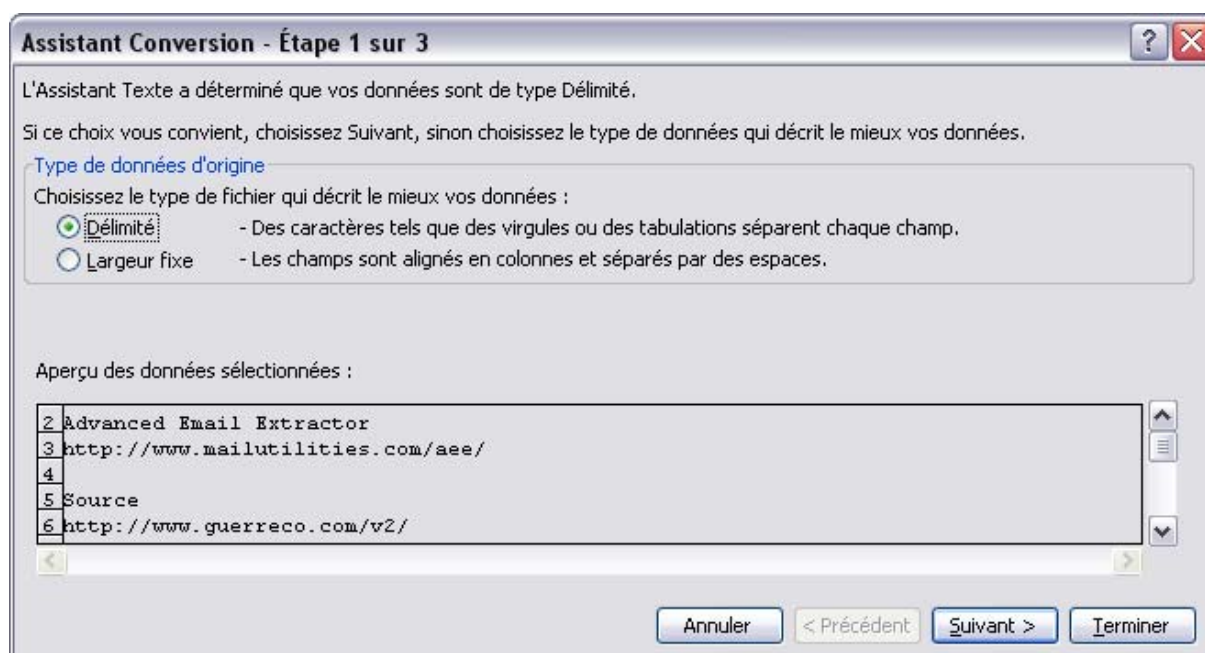 Assistant Conversion - Étape 1 sur 3
L'Assistant Texte a déterminé que vos données sont de type Délimité.
Si ce choix vous convient, choisissez Suivant, sinon choisissez le type de données qui décrit le mieux vos données.
Type de données d'origine
Choisissez le type de fichier qui décrit le mieux vos données :
Délimité - Des caractères tels que des virgules ou des tabulations séparent chaque champ.
Largeur fixe - Les champs sont alignés en colonnes et séparés par des espaces.
Aperçu des données sélectionnées :
2 Advanced Email Extractor
3 http://www.mailutilities.com/aee/
4
5 Source
6 http://www.guerreco.com/v2/
Annuler < Précédent Suivant > Terminer